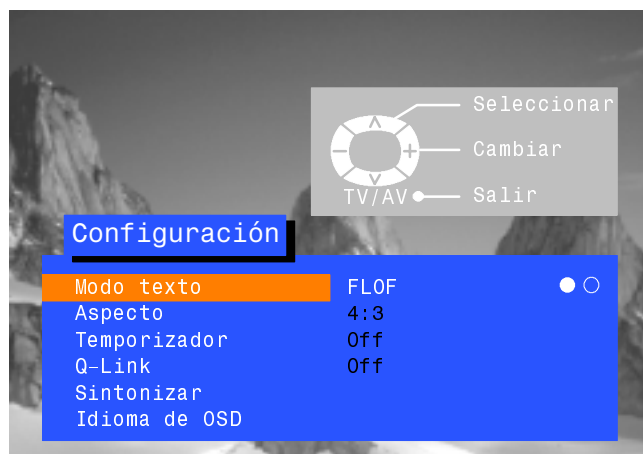 Seleccionar
Cambiar
TV/AV Salir
Configuración
Modo texto FLOF
Aspecto 4:3
Temporizador Off
Q-Link Off
Sintonizar
Idioma de OSD